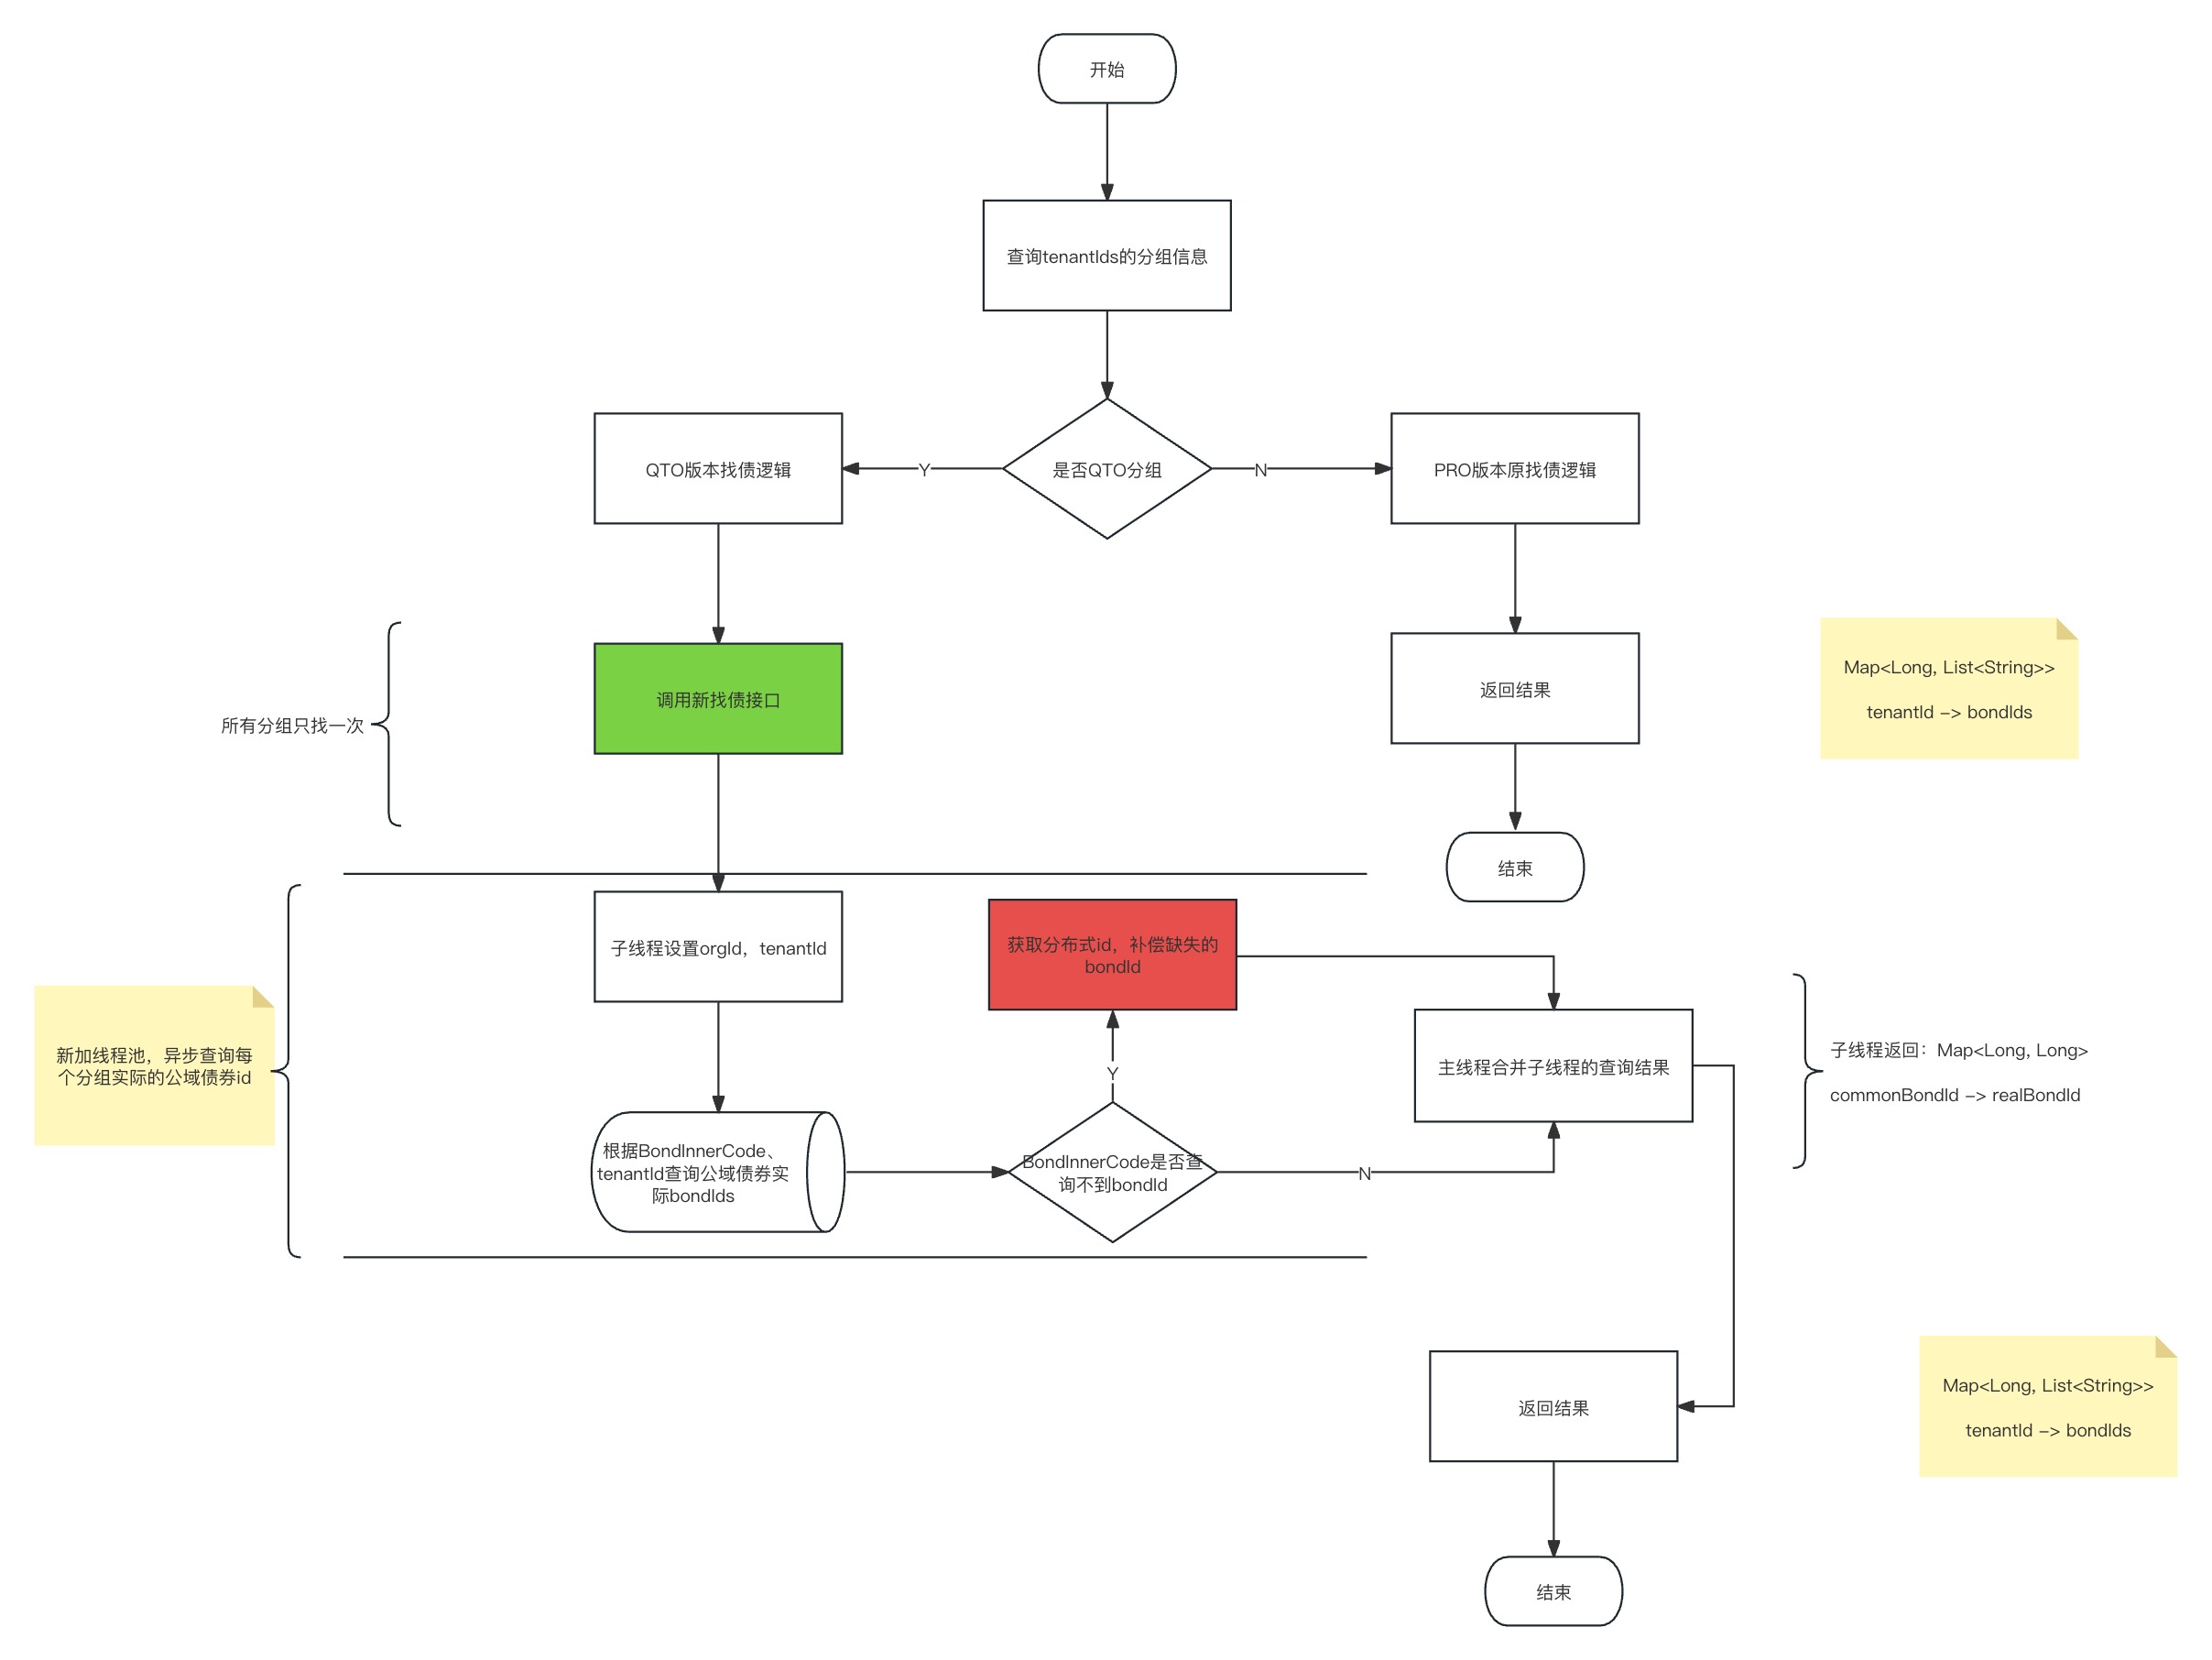 开始
查询tenantIds的分组信息
QTO版本找债逻辑
Y
是否QTO分组
N
PRO版本原找债逻辑
所有分组只找一次
调用新找债接口
返回结果
Map<Long, List<String>>
tenantId -> bondIds
结束
新加线程池，异步查询每
个分组实际的公域债券id
子线程设置orgId，tenantId
获取分布式id，补偿缺失的
bondId
Y
根据BondInnerCode、
tenantId查询公域债券实
际bondIds
BondInnerCode是否查
询不到bondId
N
主线程合并子线程的查询结果
子线程返回：Map<Long, Long>
commonBondId -> realBondId
返回结果
Map<Long, List<String>>
tenantId -> bondIds
结束